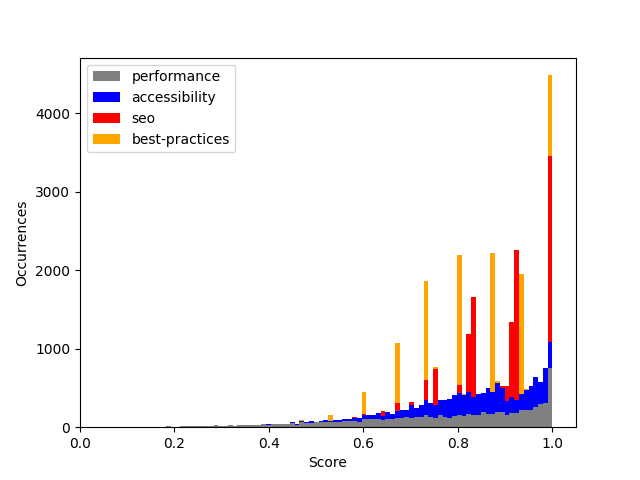 performance
accessibility
seo
best-practices
4000
3000
2000
1000
0
Occurrences
0.0 0.2 0.4 0.6 0.8 1.0
Score